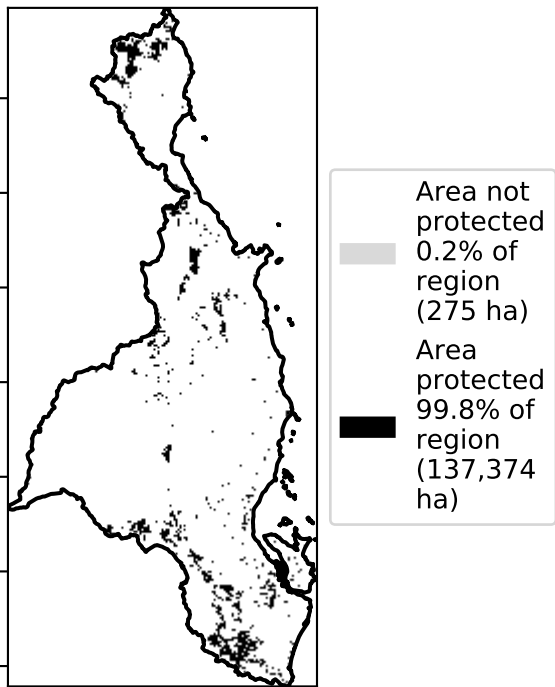 Area not
protected
0.2% of
region
(275 ha)
Area
protected
99.8% of
region
(137,374
ha)